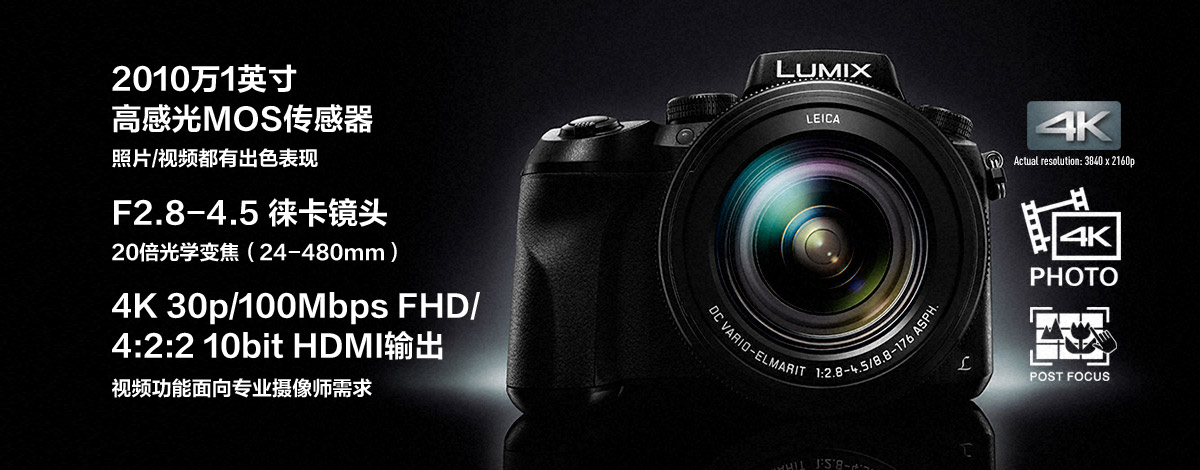 2010万1英寸
高感光MOS传感器
照片/视频都有出色表现
F2.8-4.5 徕卡镜头
20倍光学变焦（24-480mm）
4K 30p/100Mbps FHD/
4:2:2 10bit HDMI输出
视频功能面向专业摄像师需求
LUMIX
LEICA
DC VARIO-ELMARIT 1:2.8-4.5/8.8-176 ASPH.
L
4K
Actual resolution: 3840 x 2160p
4K
PHOTO
POST FOCUS